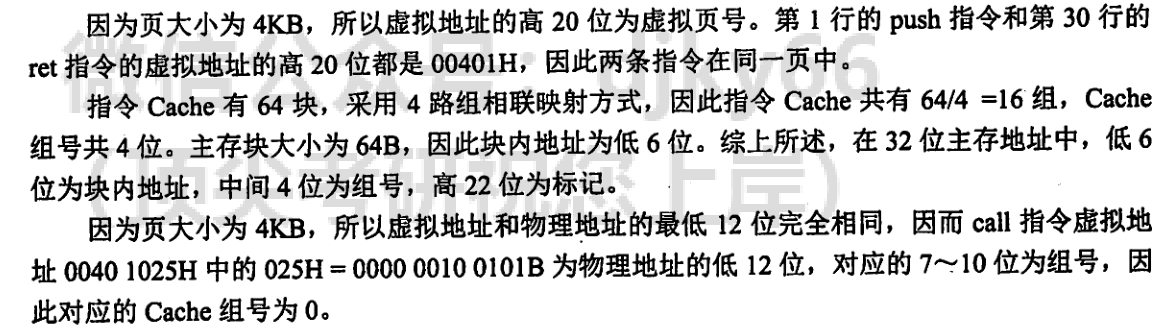 因为页大小为 4KB，所以虚拟地址的高 20 位为虚拟页号。第 1 行的 push 指令和第 30 行的
ret 指令的虚拟地址的高 20 位都是 00401H，因此两条指令在同一页中。
指令 Cache 有 64 块，采用 4 路组相联映射方式，因此指令 Cache 共有 64/4 =16 组，Cache
组号共 4 位。主存块大小为 64B，因此块内地址为低 6 位。综上所述，在 32 位主存地址中，低 6
位为块内地址，中间 4 位为组号，高 22 位为标记。
因为页大小为 4KB，所以虚拟地址和物理地址的最低 12 位完全相同，因而 call 指令虚拟地
址 0040 1025H 中的 025H = 0000 0010 0101B 为物理地址的低 12 位，对应的 7～10 位为组号，因
此对应的 Cache 组号为 0。